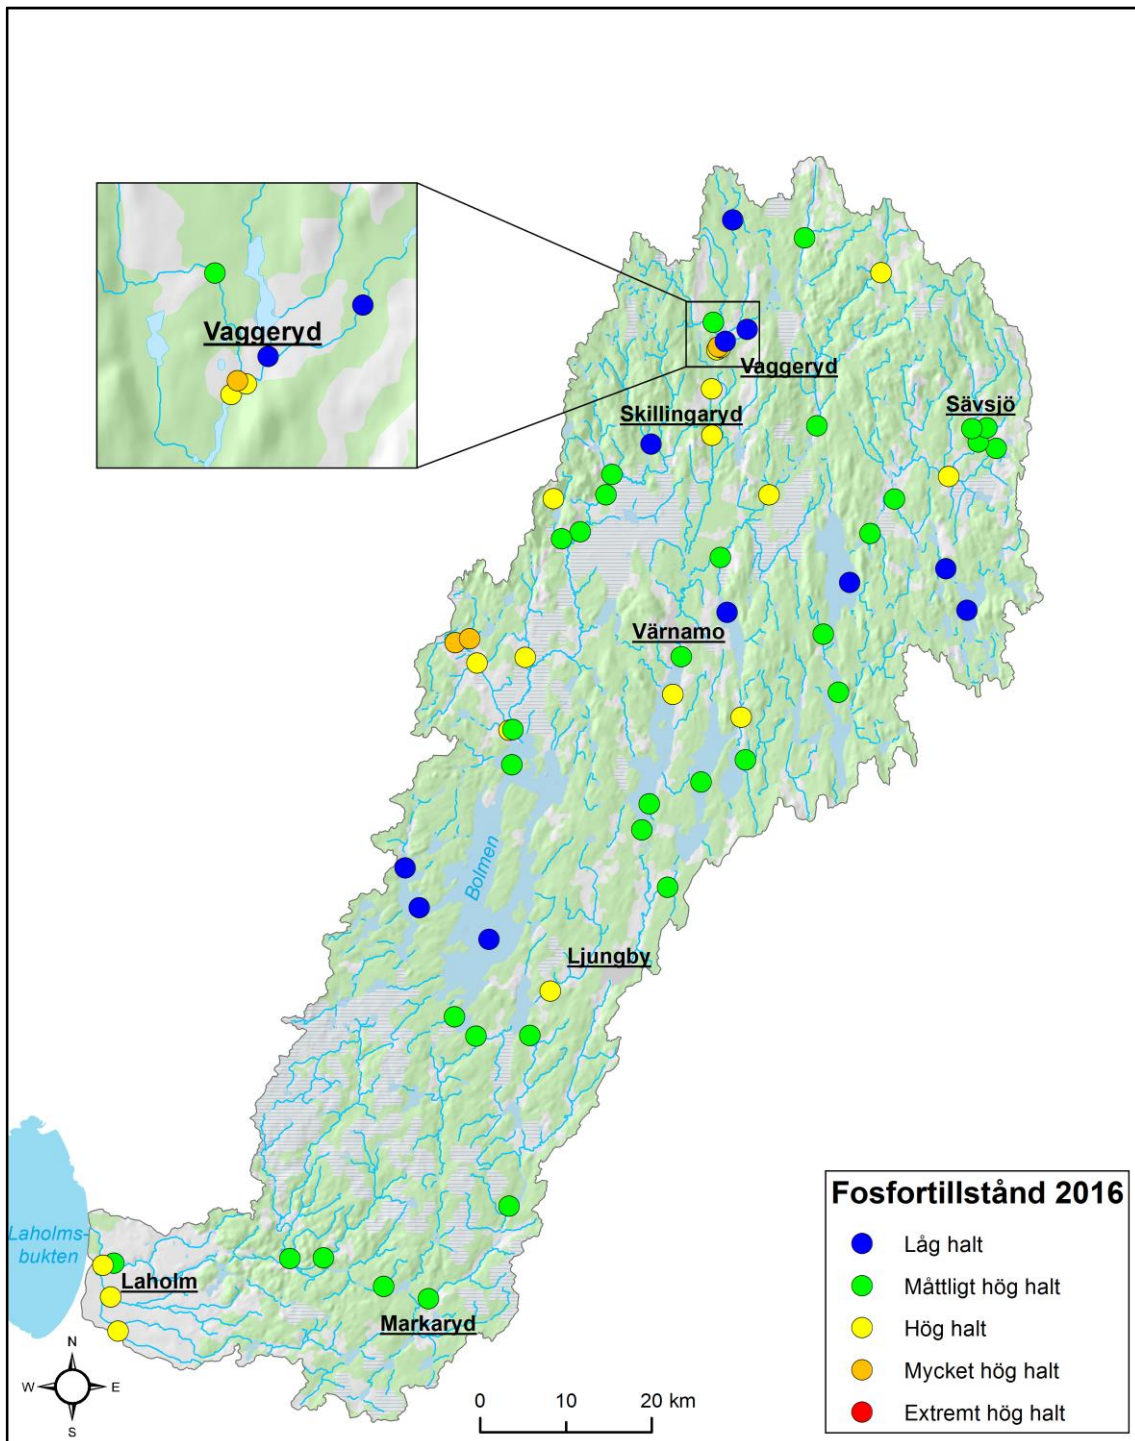 Vaggeryd
Vaggeryd
Skillingaryd
Sävsjö
Värnamo
Bolmen
Ljungby
Laholms-
bukten
Laholm
Markaryd
N
W
E
S
0 10 20 km
Fosfortillstånd 2016
Låg halt
Måttligt hög halt
Hög halt
Mycket hög halt
Extremt hög halt